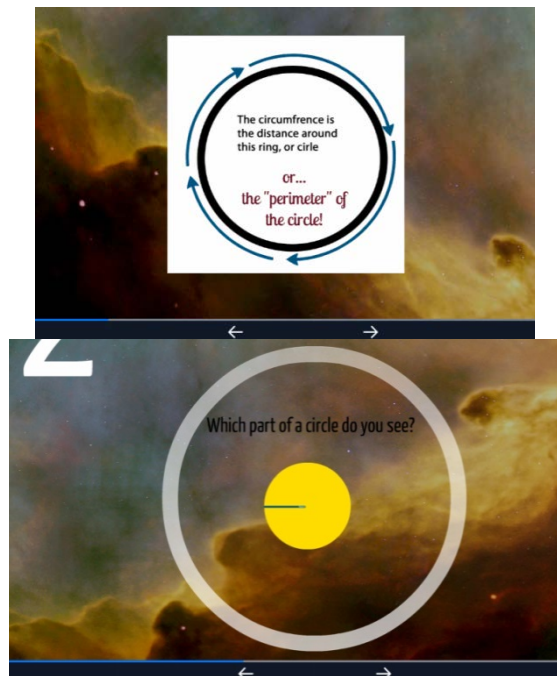 The circumfrence is
the distance around
this ring, or cirle
or...
the "perimeter" of
the circle!
2
Which part of a circle do you see?